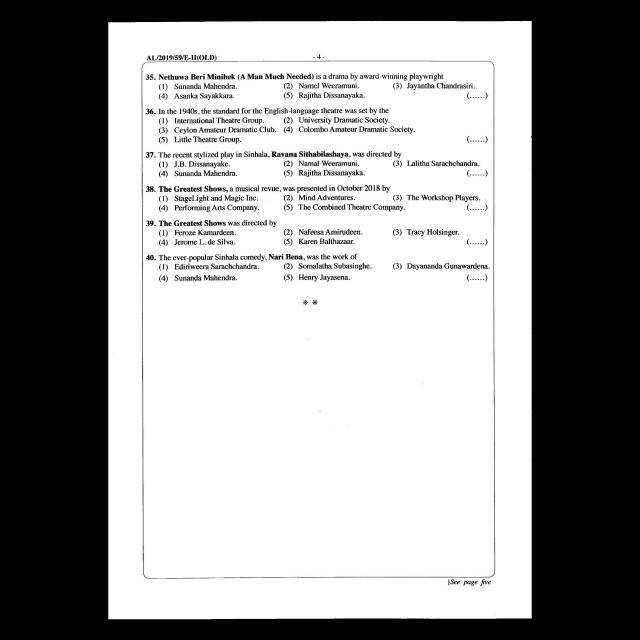 AL/2019/59/E-II(OLD) - 4 -
35. Nethuwa Beri Minihek (A Man Much Needed) is a drama by award-winning playwright
(1) Sunanda Mahendra. (2) Namel Weeramuni. (3) Jayantha Chandrasiri.
(4) Asanka Sayakkara. (5) Rajitha Dissanayaka. (......)
36. In the 1940s, the standard for the English-language theatre was set by the
(1) International Theatre Group. (2) University Dramatic Society.
(3) Ceylon Amateur Dramatic Club. (4) Colombo Amateur Dramatic Society.
(5) Little Theatre Group. (......)
37. The recent stylized play in Sinhala, Ravana Sithabilashaya, was directed by
(1) J.B. Dissanayake. (2) Namal Weeramuni. (3) Lalitha Sarachchandra.
(4) Sunanda Mahendra. (5) Rajitha Dissanayaka. (......)
38. The Greatest Shows, a musical revue, was presented in October 2018 by
(1) StageLight and Magic Inc. (2) Mind Adventures. (3) The Workshop Players.
(4) Performing Arts Company. (5) The Combined Theatre Company. (......)
39. The Greatest Shows was directed by
(1) Feroze Kamardeen. (2) Nafeesa Amirudeen. (3) Tracy Holsinger.
(4) Jerome L. de Silva. (5) Karen Balthazaar. (......)
40. The ever-popular Sinhala comedy, Nari Bena, was the work of
(1) Ediriweera Sarachchandra. (2) Somalatha Subasinghe. (3) Dayananda Gunawardena.
(4) Sunanda Mahendra. (5) Henry Jayasena. (......)
* *
[See page five